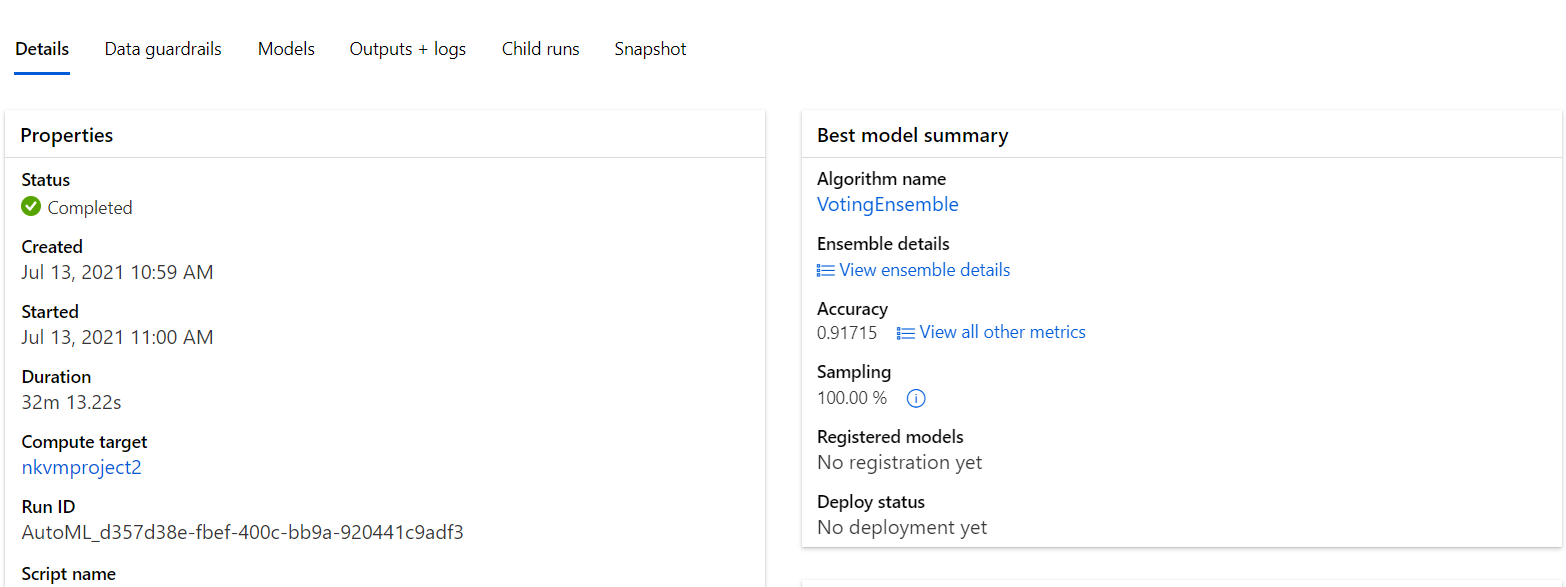 Details Data guardrails Models Outputs + logs Child runs Snapshot
Properties
Status
Completed
Created
Jul 13, 2021 10:59 AM
Started
Jul 13, 2021 11:00 AM
Duration
32m 13.22s
Compute target
nkvmproject2
Run ID
AutoML_d357d38e-fbef-400c-bb9a-920441c9adf3
Script name
Best model summary
Algorithm name
VotingEnsemble
Ensemble details
View ensemble details
Accuracy
0.91715 View all other metrics
Sampling
100.00 %
Registered models
No registration yet
Deploy status
No deployment yet